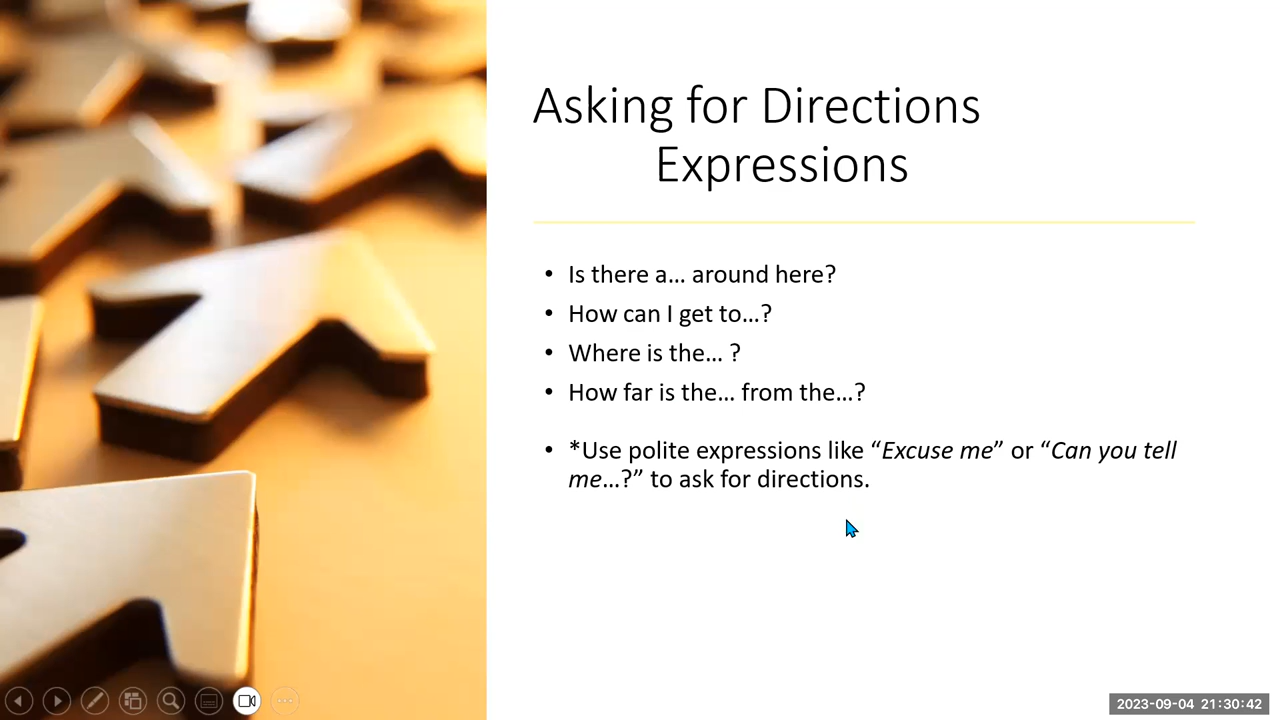 Asking for Directions
Expressions
• Is there a… around here?
• How can I get to…?
• Where is the… ?
• How far is the… from the…?
• *Use polite expressions like “Excuse me” or “Can you tell
me…?” to ask for directions.
2023-09-04 21:30:42